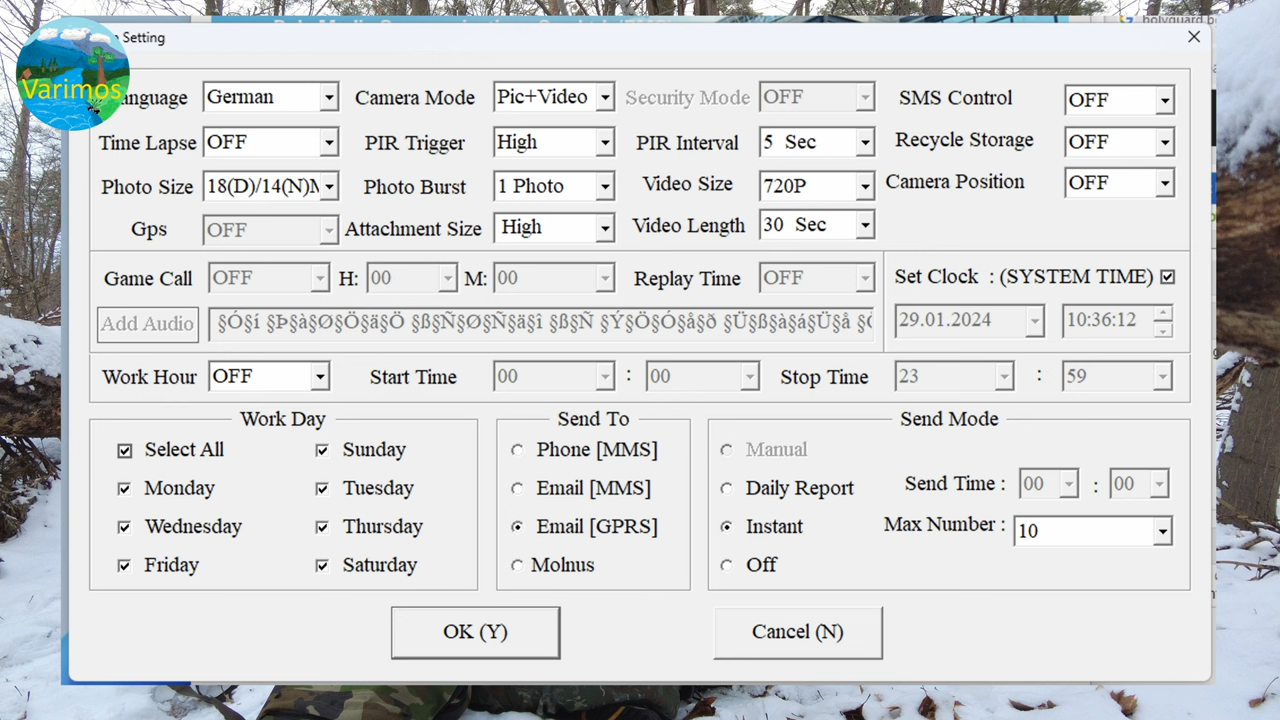 Setting
Varimos
Language German Camera Mode Pic+Video Security Mode OFF SMS Control OFF
Time Lapse OFF PIR Trigger High PIR Interval 5 Sec Recycle Storage OFF
Photo Size 18(D)/14(N)M Photo Burst 1 Photo Video Size 720P Camera Position OFF
Gps OFF Attachment Size High Video Length 30 Sec
Game Call OFF H: 00 M: 00 Replay Time OFF Set Clock : (SYSTEM TIME)
Add Audio 29.01.2024 10:36:12
Work Hour OFF Start Time 00 : 00 Stop Time 23 : 59
Work Day Send To Send Mode
Select All Sunday Phone [MMS] Manual
Monday Tuesday Email [MMS] Daily Report Send Time : 00 : 00
Wednesday Thursday Email [GPRS] Instant Max Number : 10
Friday Saturday Molnus Off
OK (Y) Cancel (N)